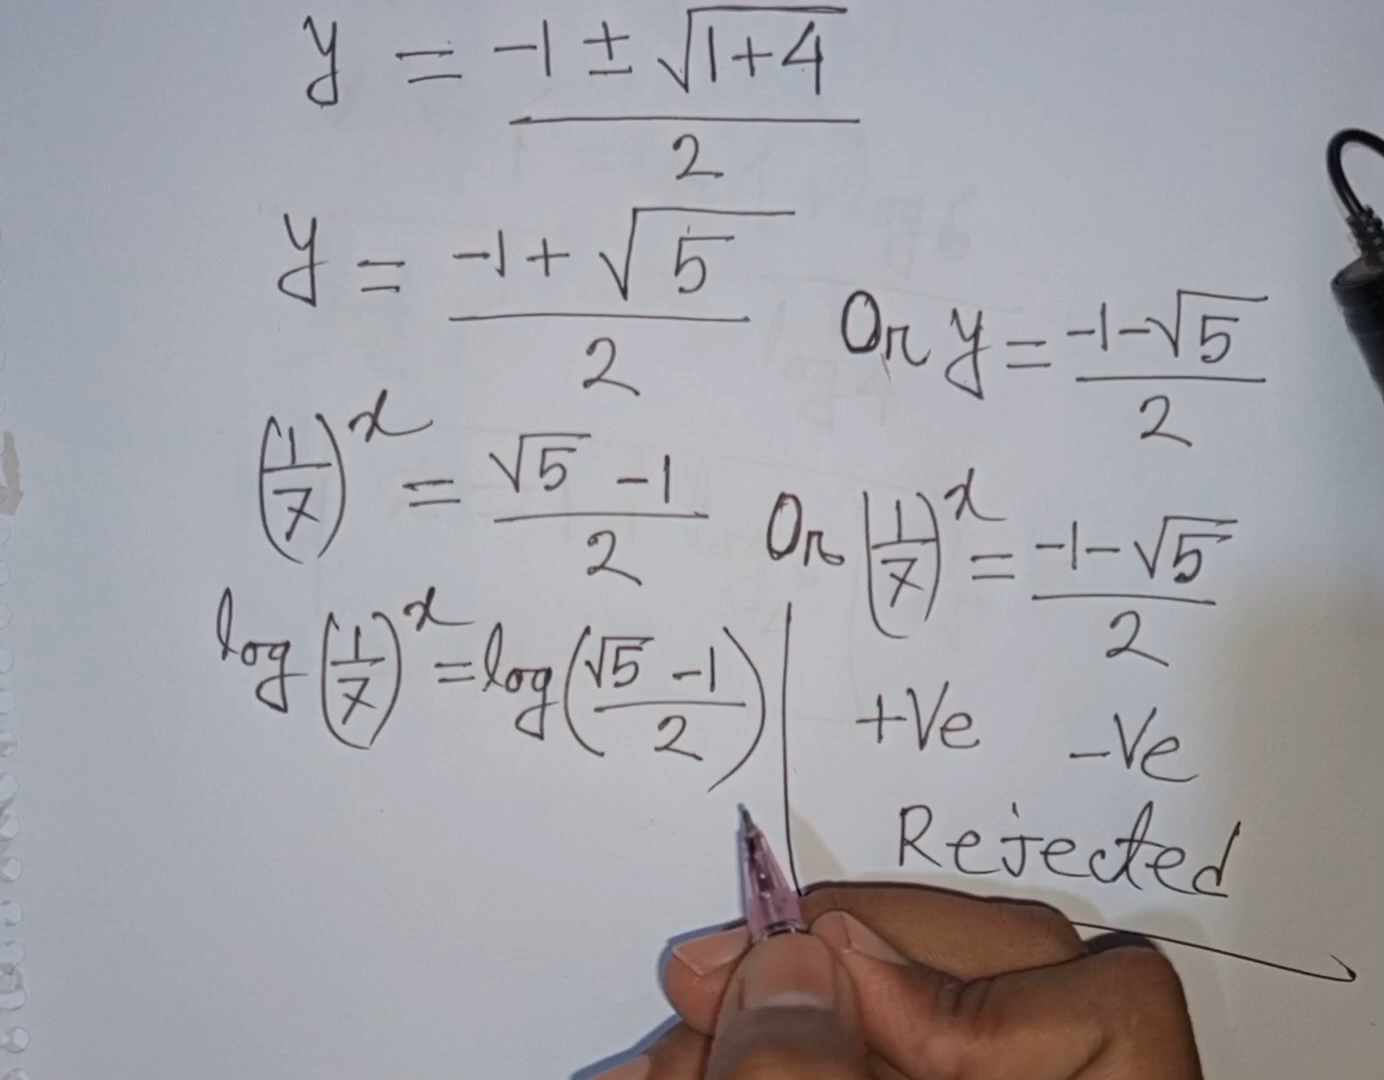 y = (-1 ± √(1+4))/2
y = (-1 + √5)/2 Or y = (-1-√5)/2
(1/7)^x = (√5 - 1)/2 Or (1/7)^x = (-1-√5)/2
log(1/7)^x = log((√5 - 1)/2) +Ve -Ve
Rejected